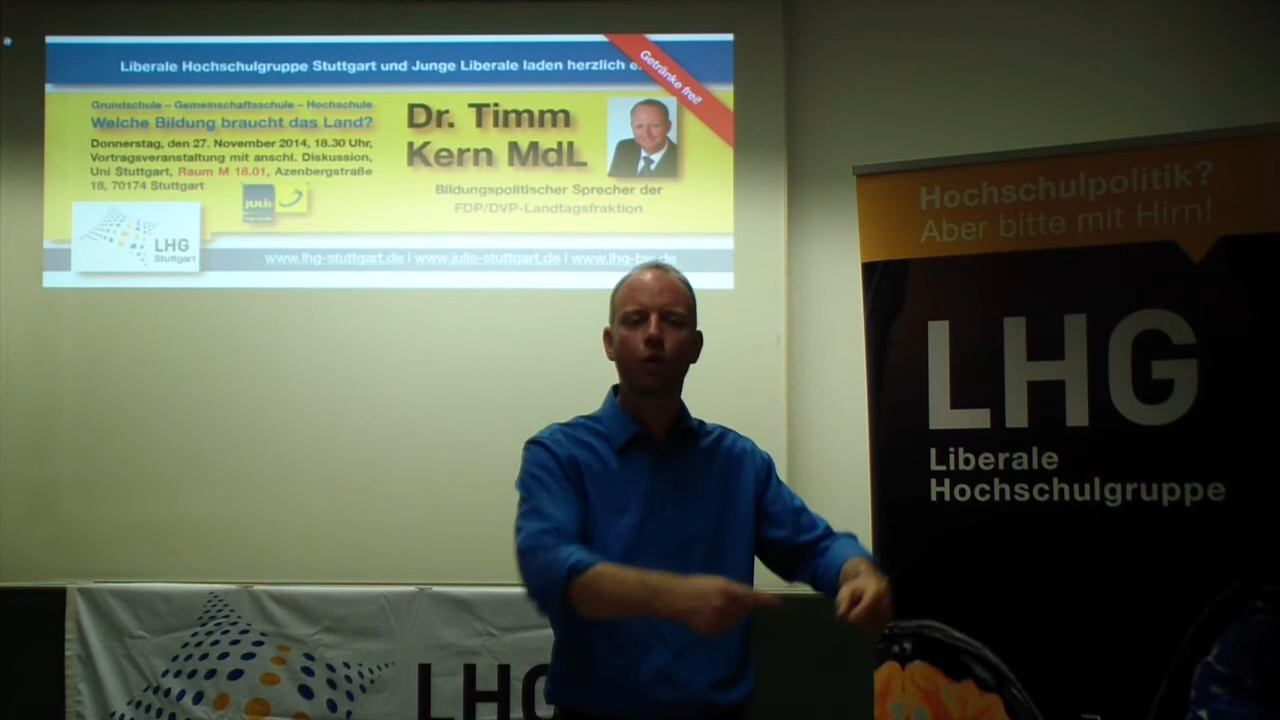 Liberale Hochschulgruppe Stuttgart und Junge Liberale laden herzlich
Getränke frei!
Grundschule – Gemeinschaftsschule – Hochschule
Welche Bildung braucht das Land?
Donnerstag, den 27. November 2014, 18.30 Uhr,
Vortragsveranstaltung mit anschl. Diskussion,
Uni Stuttgart, Raum M 18.01, Azenbergstraße
18, 70174 Stuttgart
Dr. Timm
Kern MdL
Bildungspolitischer Sprecher der
FDP/DVP-Landtagsfraktion
JULIS
LHG
Stuttgart
www.lhg-stuttgart.de | www.julis-stuttgart.de | www.lhg-bw.de
Hochschulpolitik?
Aber bitte mit Hirn!
LHG
Liberale
Hochschulgruppe
LHG